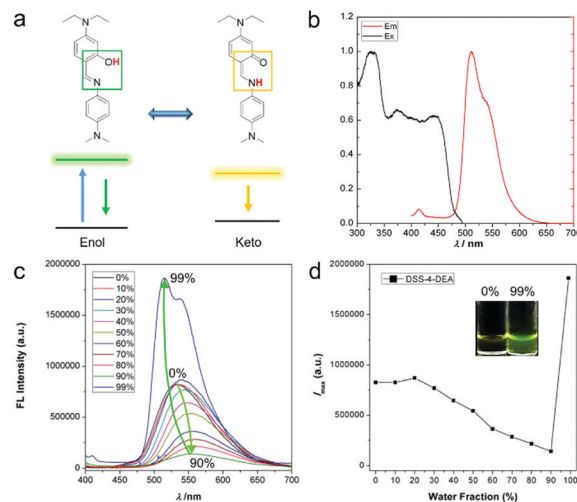 a
N
OH
N
N
Enol
N
O
NH
N
Keto
b
Em
Ex
1.2
1.0
0.8
0.6
0.4
0.2
0.0
300 350 400 450 500 550 600 650 700
λ / nm
c
FL Intensity (a.u.)
2000000
1500000
1000000
500000
0
0%
10%
20%
30%
40%
50%
60%
70%
80%
90%
99%
99%
0%
90%
400 450 500 550 600 650 700
λ /nm
d
DSS-4-DEA
0% 99%
Imax (a.u.)
2000000
1500000
1000000
500000
0
0 10 20 30 40 50 60 70 80 90 100
Water Fraction (%)